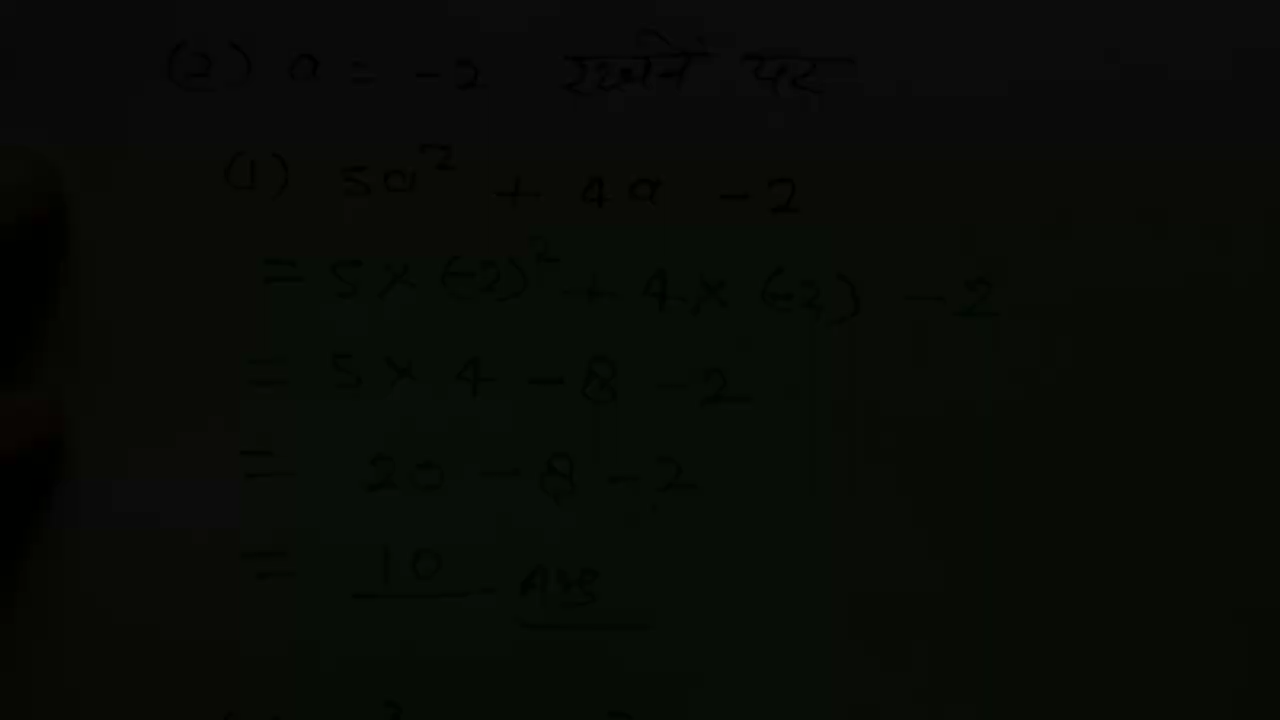 (2) a = -2 रखने पर
(1) 5a² + 4a - 2
= 5 × (-2)² + 4 × (-2) - 2
= 5 × 4 - 8 - 2
= 20 - 8 - 2
= 10 Ans